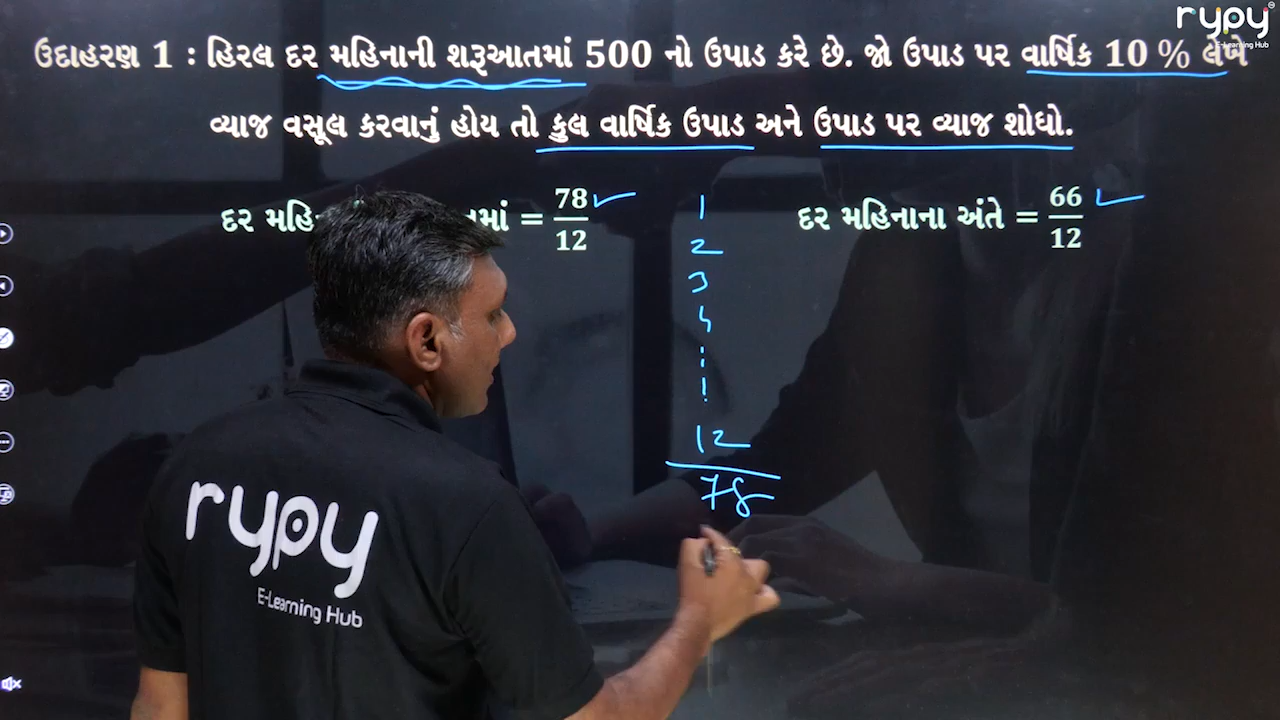 rypy
E-Learning Hub
ઉદાહરણ 1 : હિરલ દર મહિનાની શરૂઆતમાં 500 નો ઉપાડ કરે છે. જો ઉપાડ પર વાર્ષિક 10 % લેખે
વ્યાજ વસૂલ કરવાનું હોય તો કુલ વાર્ષિક ઉપાડ અને ઉપાડ પર વ્યાજ શોધો.
દર = 78/12
દર મહિનાના અંતે = 66/12
1
2
3
4
12
78
rypy
E-Learning Hub